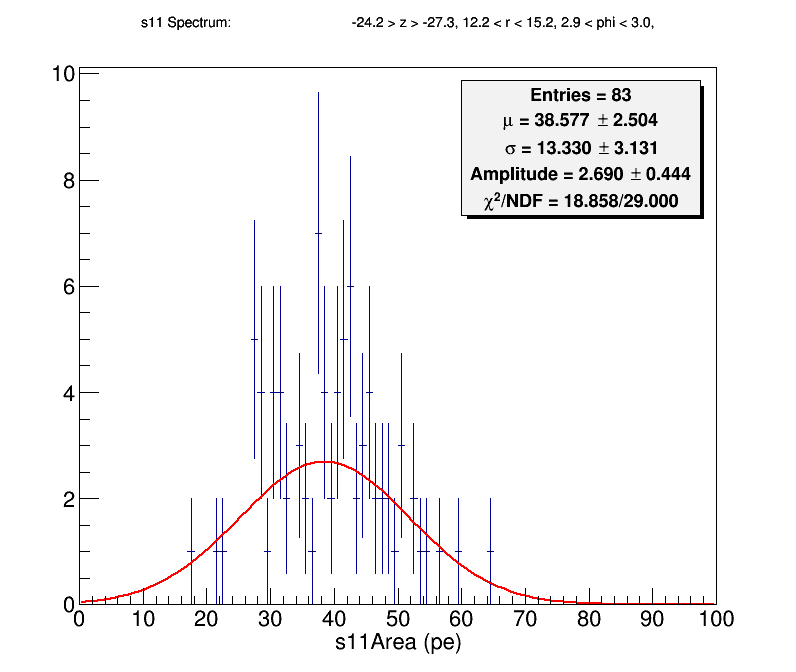 s11 Spectrum: -24.2 > z > -27.3, 12.2 < r < 15.2, 2.9 < phi < 3.0,
Entries = 83
μ = 38.577 ± 2.504
σ = 13.330 ± 3.131
Amplitude = 2.690 ± 0.444
χ²/NDF = 18.858/29.000
10
8
6
4
2
0
0 10 20 30 40 50 60 70 80 90 100
s11Area (pe)